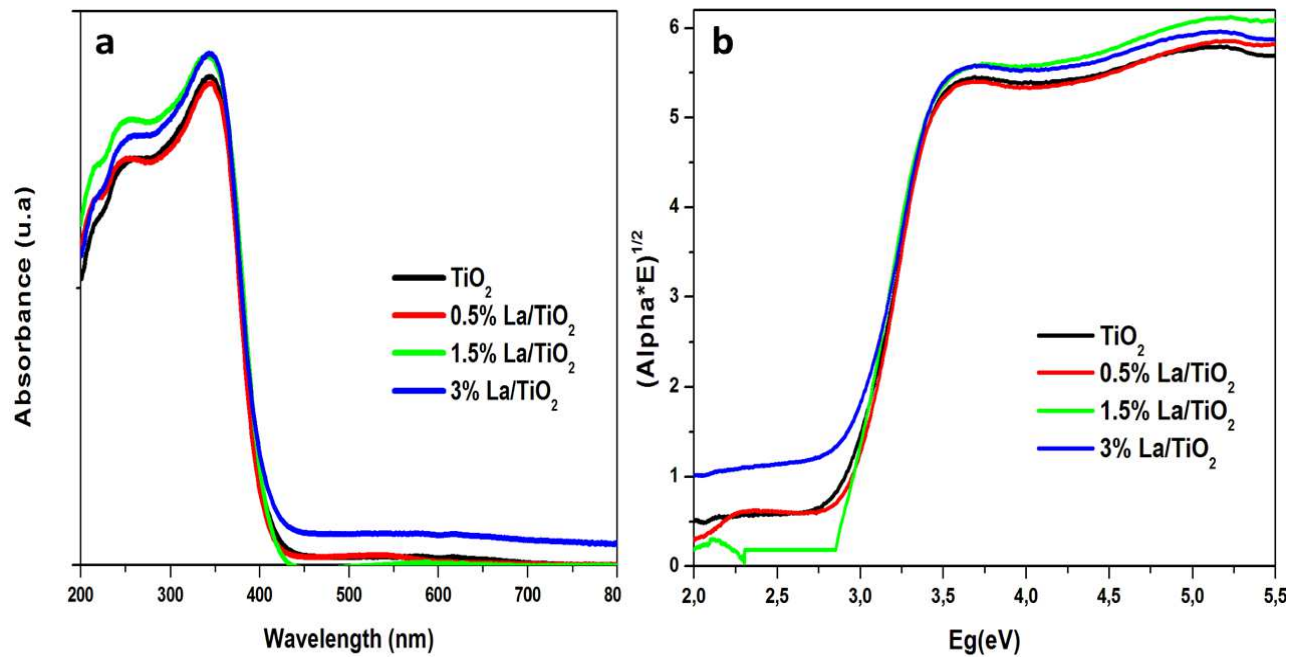 a
Absorbance (u.a)
TiO₂
0.5% La/TiO₂
1.5% La/TiO₂
3% La/TiO₂
200 300 400 500 600 700 80
Wavelength (nm)
b
(Alpha*E)^1/2
6
5
4
3
2
1
0
TiO₂
0.5% La/TiO₂
1.5% La/TiO₂
3% La/TiO₂
2,0 2,5 3,0 3,5 4,0 4,5 5,0 5,5
Eg(eV)